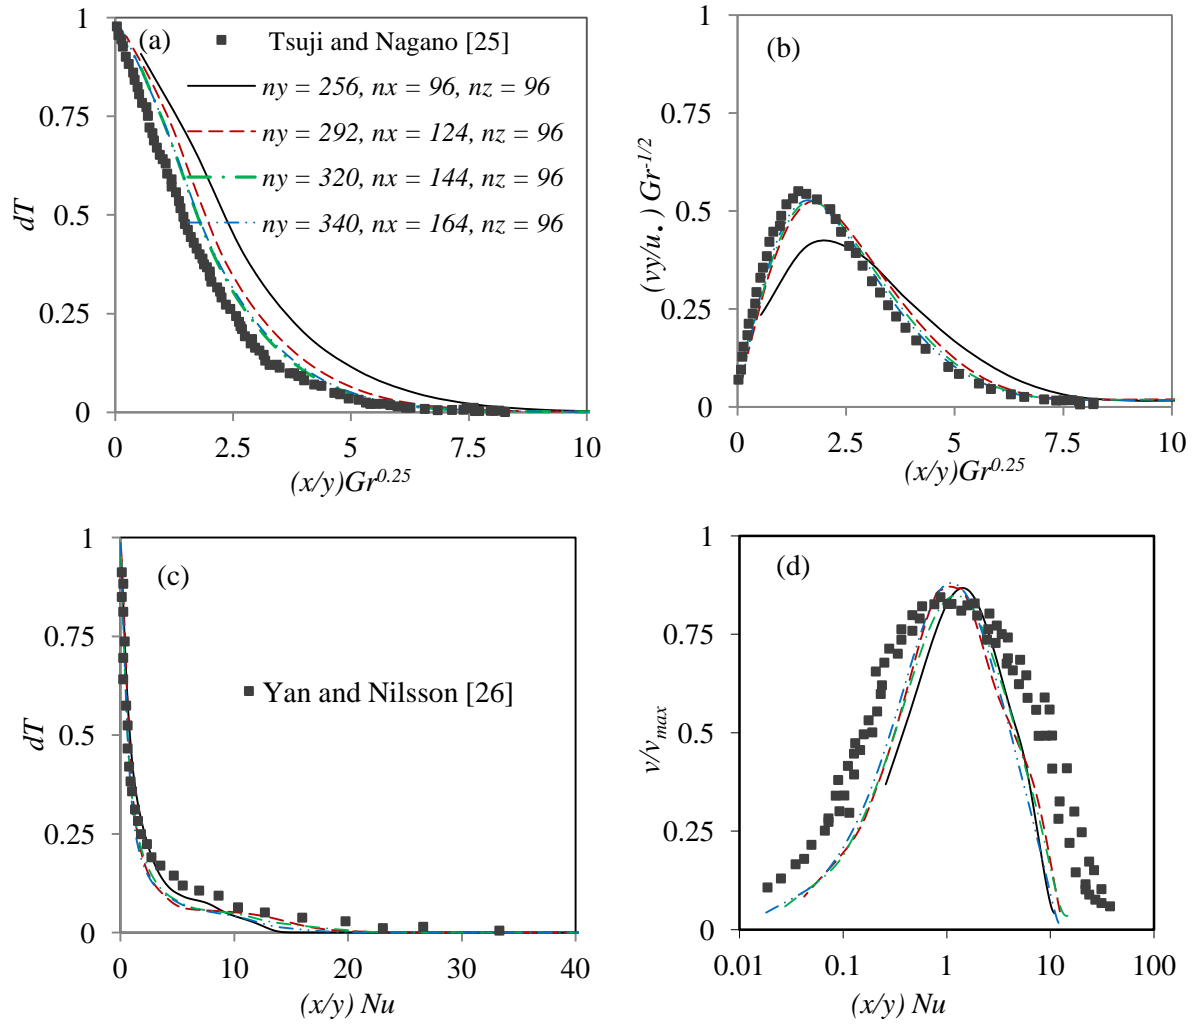 (a)
Tsuji and Nagano [25]
ny = 256, nx = 96, nz = 96
ny = 292, nx = 124, nz = 96
ny = 320, nx = 144, nz = 96
ny = 340, nx = 164, nz = 96
1
0.75
0.5
0.25
0
dT
0 2.5 5 7.5 10
(x/y)Gr^0.25
(b)
1
0.75
0.5
0.25
0
(vy/u. ) Gr^-1/2
0 2.5 5 7.5 10
(x/y)Gr^0.25
(c)
Yan and Nilsson [26]
1
0.75
0.5
0.25
0
dT
0 10 20 30 40
(x/y) Nu
(d)
1
0.75
0.5
0.25
0
v/v_max
0.01 0.1 1 10 100
(x/y) Nu